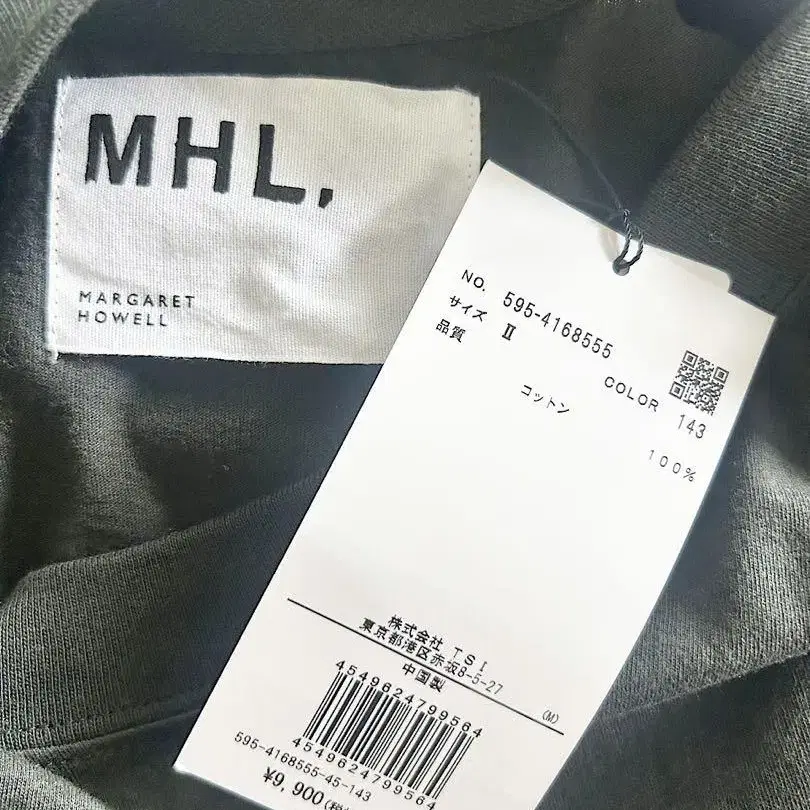 MHL.
MARGARET
HOWELL
NO. 595-4168555
サイズ Ⅱ
品質
COLOR 143
コットン 100%
株式会社 TSI
東京都港区赤坂8-5-27
中国製 (M)
4549624799564
4549624799564
595-4168555-45-143
¥9,900(税